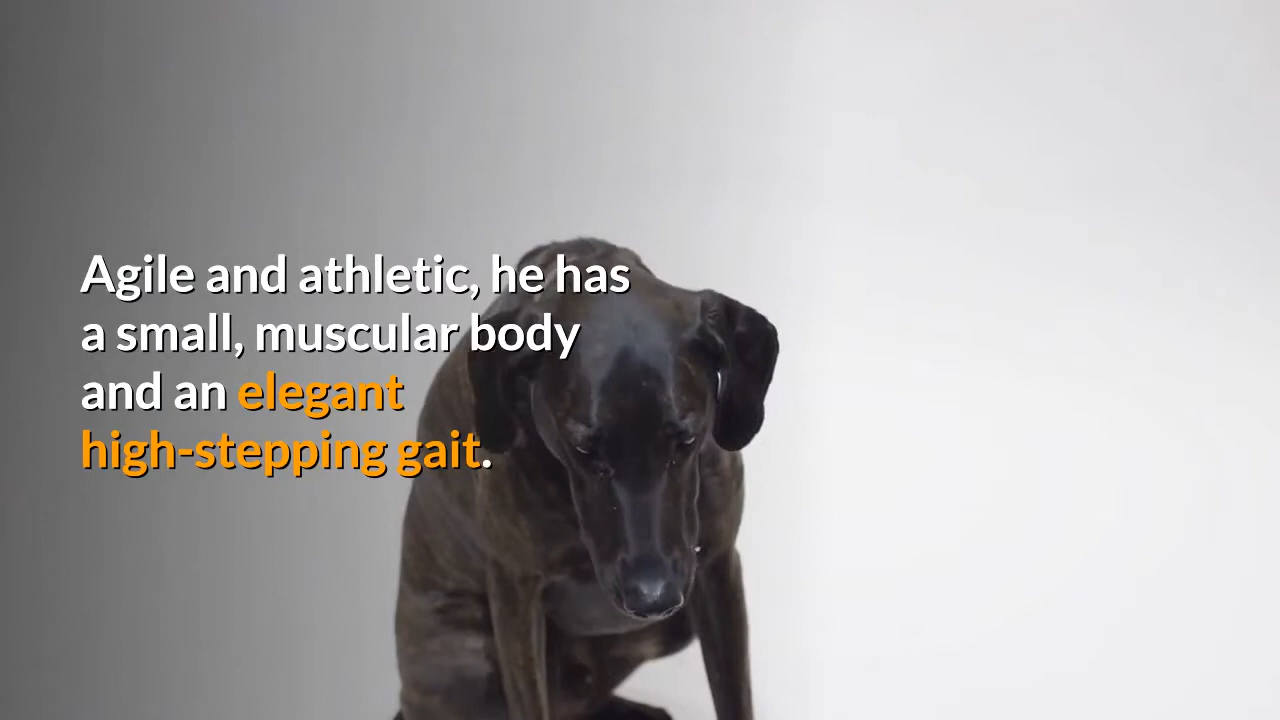 Agile and athletic, he has
a small, muscular body
and an elegant
high-stepping gait.